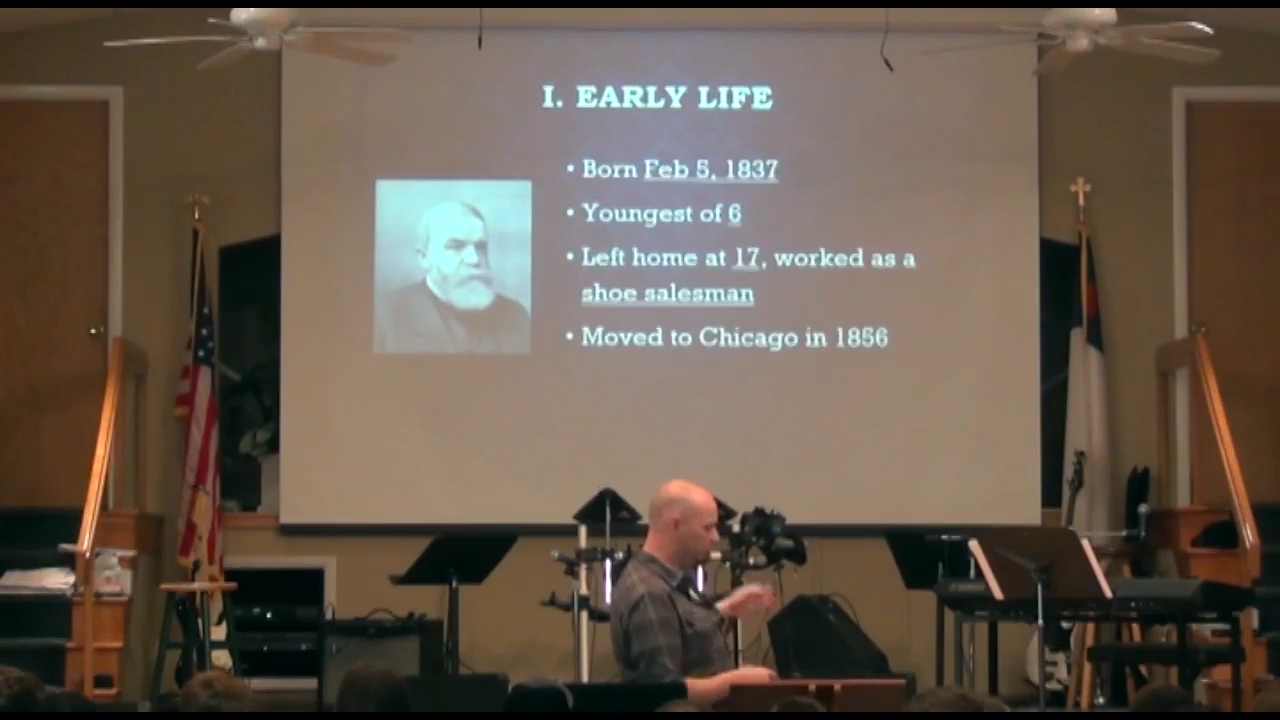 I. EARLY LIFE
• Born Feb 5, 1837
• Youngest of 6
• Left home at 17, worked as a
shoe salesman
• Moved to Chicago in 1856